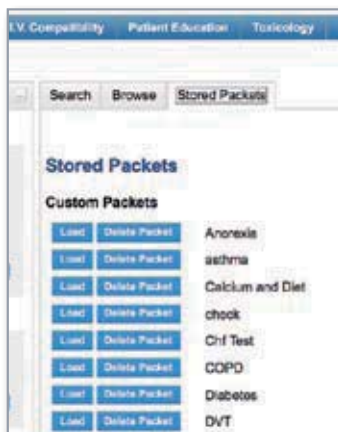 I.V. Compatibility Patient Education Toxicology
Search Browse Stored Packets
Stored Packets
Custom Packets
Load Delete Packet Anorexia
Load Delete Packet asthma
Load Delete Packet Calcium and Diet
Load Delete Packet chock
Load Delete Packet Chf Test
Load Delete Packet COPD
Load Delete Packet Diabetes
Load Delete Packet DVT